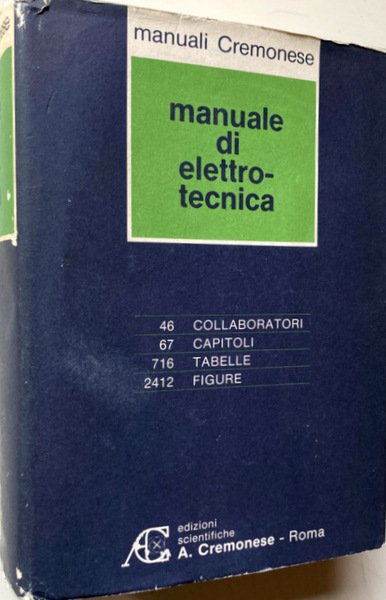 manuali Cremonese
manuale
di
elettro-
tecnica
46 COLLABORATORI
67 CAPITOLI
716 TABELLE
2412 FIGURE
edizioni
scientifiche
A. Cremonese - Roma